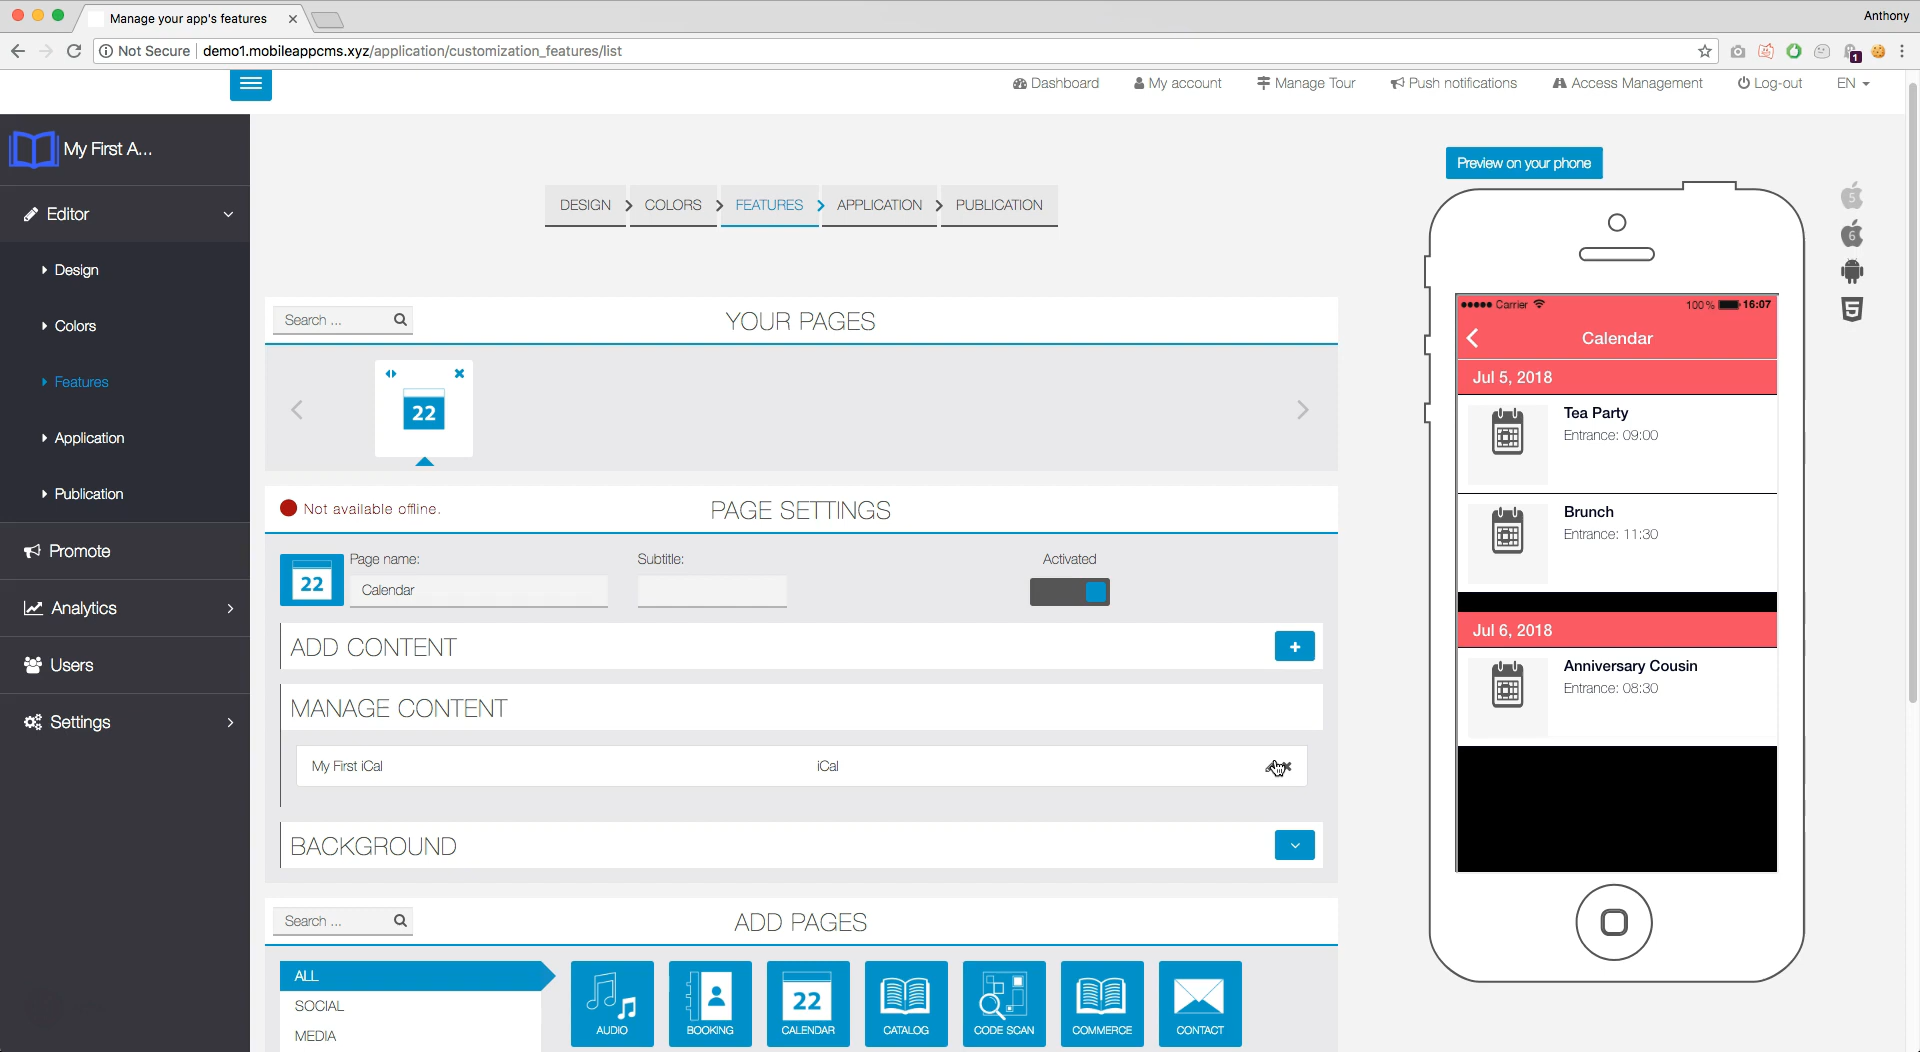 Manage your app's features
Anthony
Not Secure
demo1.mobileappcms.xyz/application/customization_features/list
1
Dashboard
My account
Manage Tour
Push notifications
Access Management
Log-out
EN
My First A...
Editor
Design
Colors
Features
Application
Publication
Promote
Analytics
Users
Settings
DESIGN
COLORS
FEATURES
APPLICATION
PUBLICATION
Search ...
YOUR PAGES
22
Not available offline.
PAGE SETTINGS
22
Page name:
Calendar
Subtitle:
Activated
ADD CONTENT
MANAGE CONTENT
My First iCal
iCal
BACKGROUND
Search ...
ADD PAGES
ALL
SOCIAL
MEDIA
AUDIO
BOOKING
22
CALENDAR
CATALOG
CODE SCAN
COMMERCE
CONTACT
Preview on your phone
5
6
5
Carrier
100%
16:07
Calendar
Jul 5, 2018
Tea Party
Entrance: 09:00
Brunch
Entrance: 11:30
Jul 6, 2018
Anniversary Cousin
Entrance: 08:30